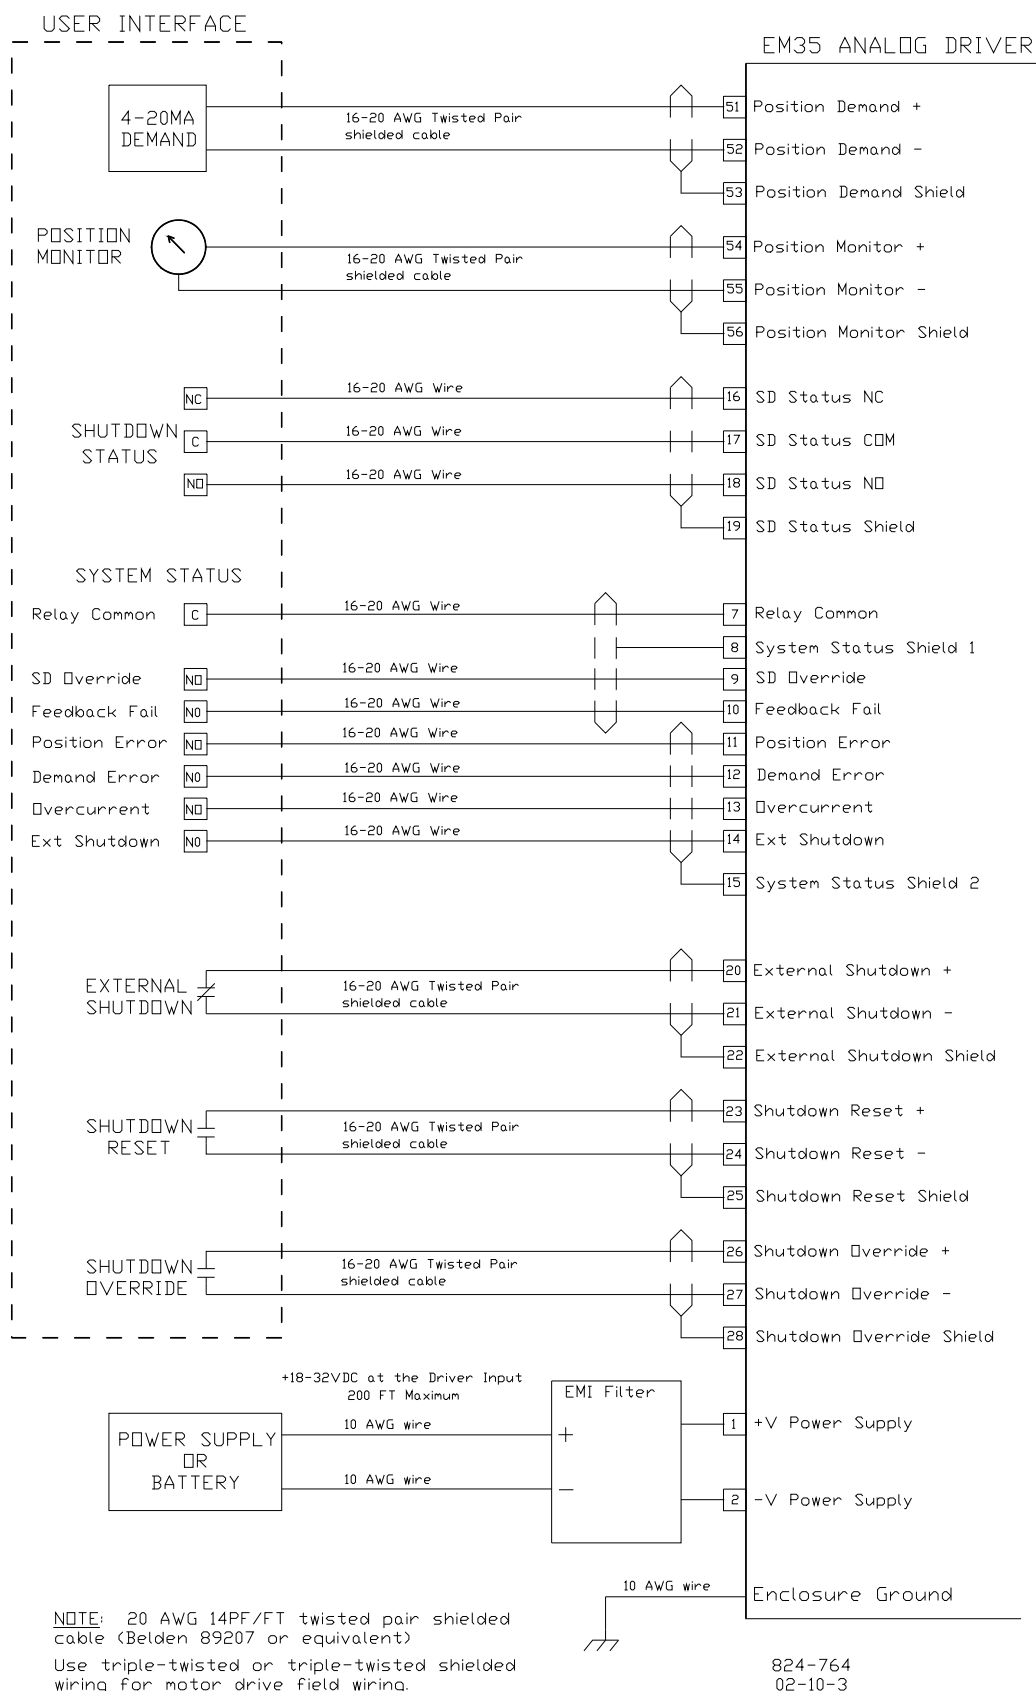 USER INTERFACE
EM35 ANALOG DRIVER
4-20MA
DEMAND
16-20 AWG Twisted Pair
shielded cable
51 Position Demand +
52 Position Demand -
53 Position Demand Shield
POSITION
MONITOR
16-20 AWG Twisted Pair
shielded cable
54 Position Monitor +
55 Position Monitor -
56 Position Monitor Shield
SHUTDOWN
STATUS
NC 16-20 AWG Wire 16 SD Status NC
C 16-20 AWG Wire 17 SD Status COM
NO 16-20 AWG Wire 18 SD Status NO
19 SD Status Shield
SYSTEM STATUS
Relay Common C 16-20 AWG Wire 7 Relay Common
8 System Status Shield 1
SD Override NO 16-20 AWG Wire 9 SD Override
Feedback Fail NO 16-20 AWG Wire 10 Feedback Fail
Position Error NO 16-20 AWG Wire 11 Position Error
Demand Error NO 16-20 AWG Wire 12 Demand Error
Overcurrent NO 16-20 AWG Wire 13 Overcurrent
Ext Shutdown NO 16-20 AWG Wire 14 Ext Shutdown
15 System Status Shield 2
EXTERNAL
SHUTDOWN
16-20 AWG Twisted Pair
shielded cable
20 External Shutdown +
21 External Shutdown -
22 External Shutdown Shield
SHUTDOWN
RESET
16-20 AWG Twisted Pair
shielded cable
23 Shutdown Reset +
24 Shutdown Reset -
25 Shutdown Reset Shield
SHUTDOWN
OVERRIDE
16-20 AWG Twisted Pair
shielded cable
26 Shutdown Override +
27 Shutdown Override -
28 Shutdown Override Shield
+18-32VDC at the Driver Input
200 FT Maximum
POWER SUPPLY
OR
BATTERY
10 AWG wire
10 AWG wire
EMI Filter
+
-
1 +V Power Supply
2 -V Power Supply
10 AWG wire
Enclosure Ground
NOTE: 20 AWG 14PF/FT twisted pair shielded
cable (Belden 89207 or equivalent)
Use triple-twisted or triple-twisted shielded
wiring for motor drive field wiring.
824-764
02-10-3